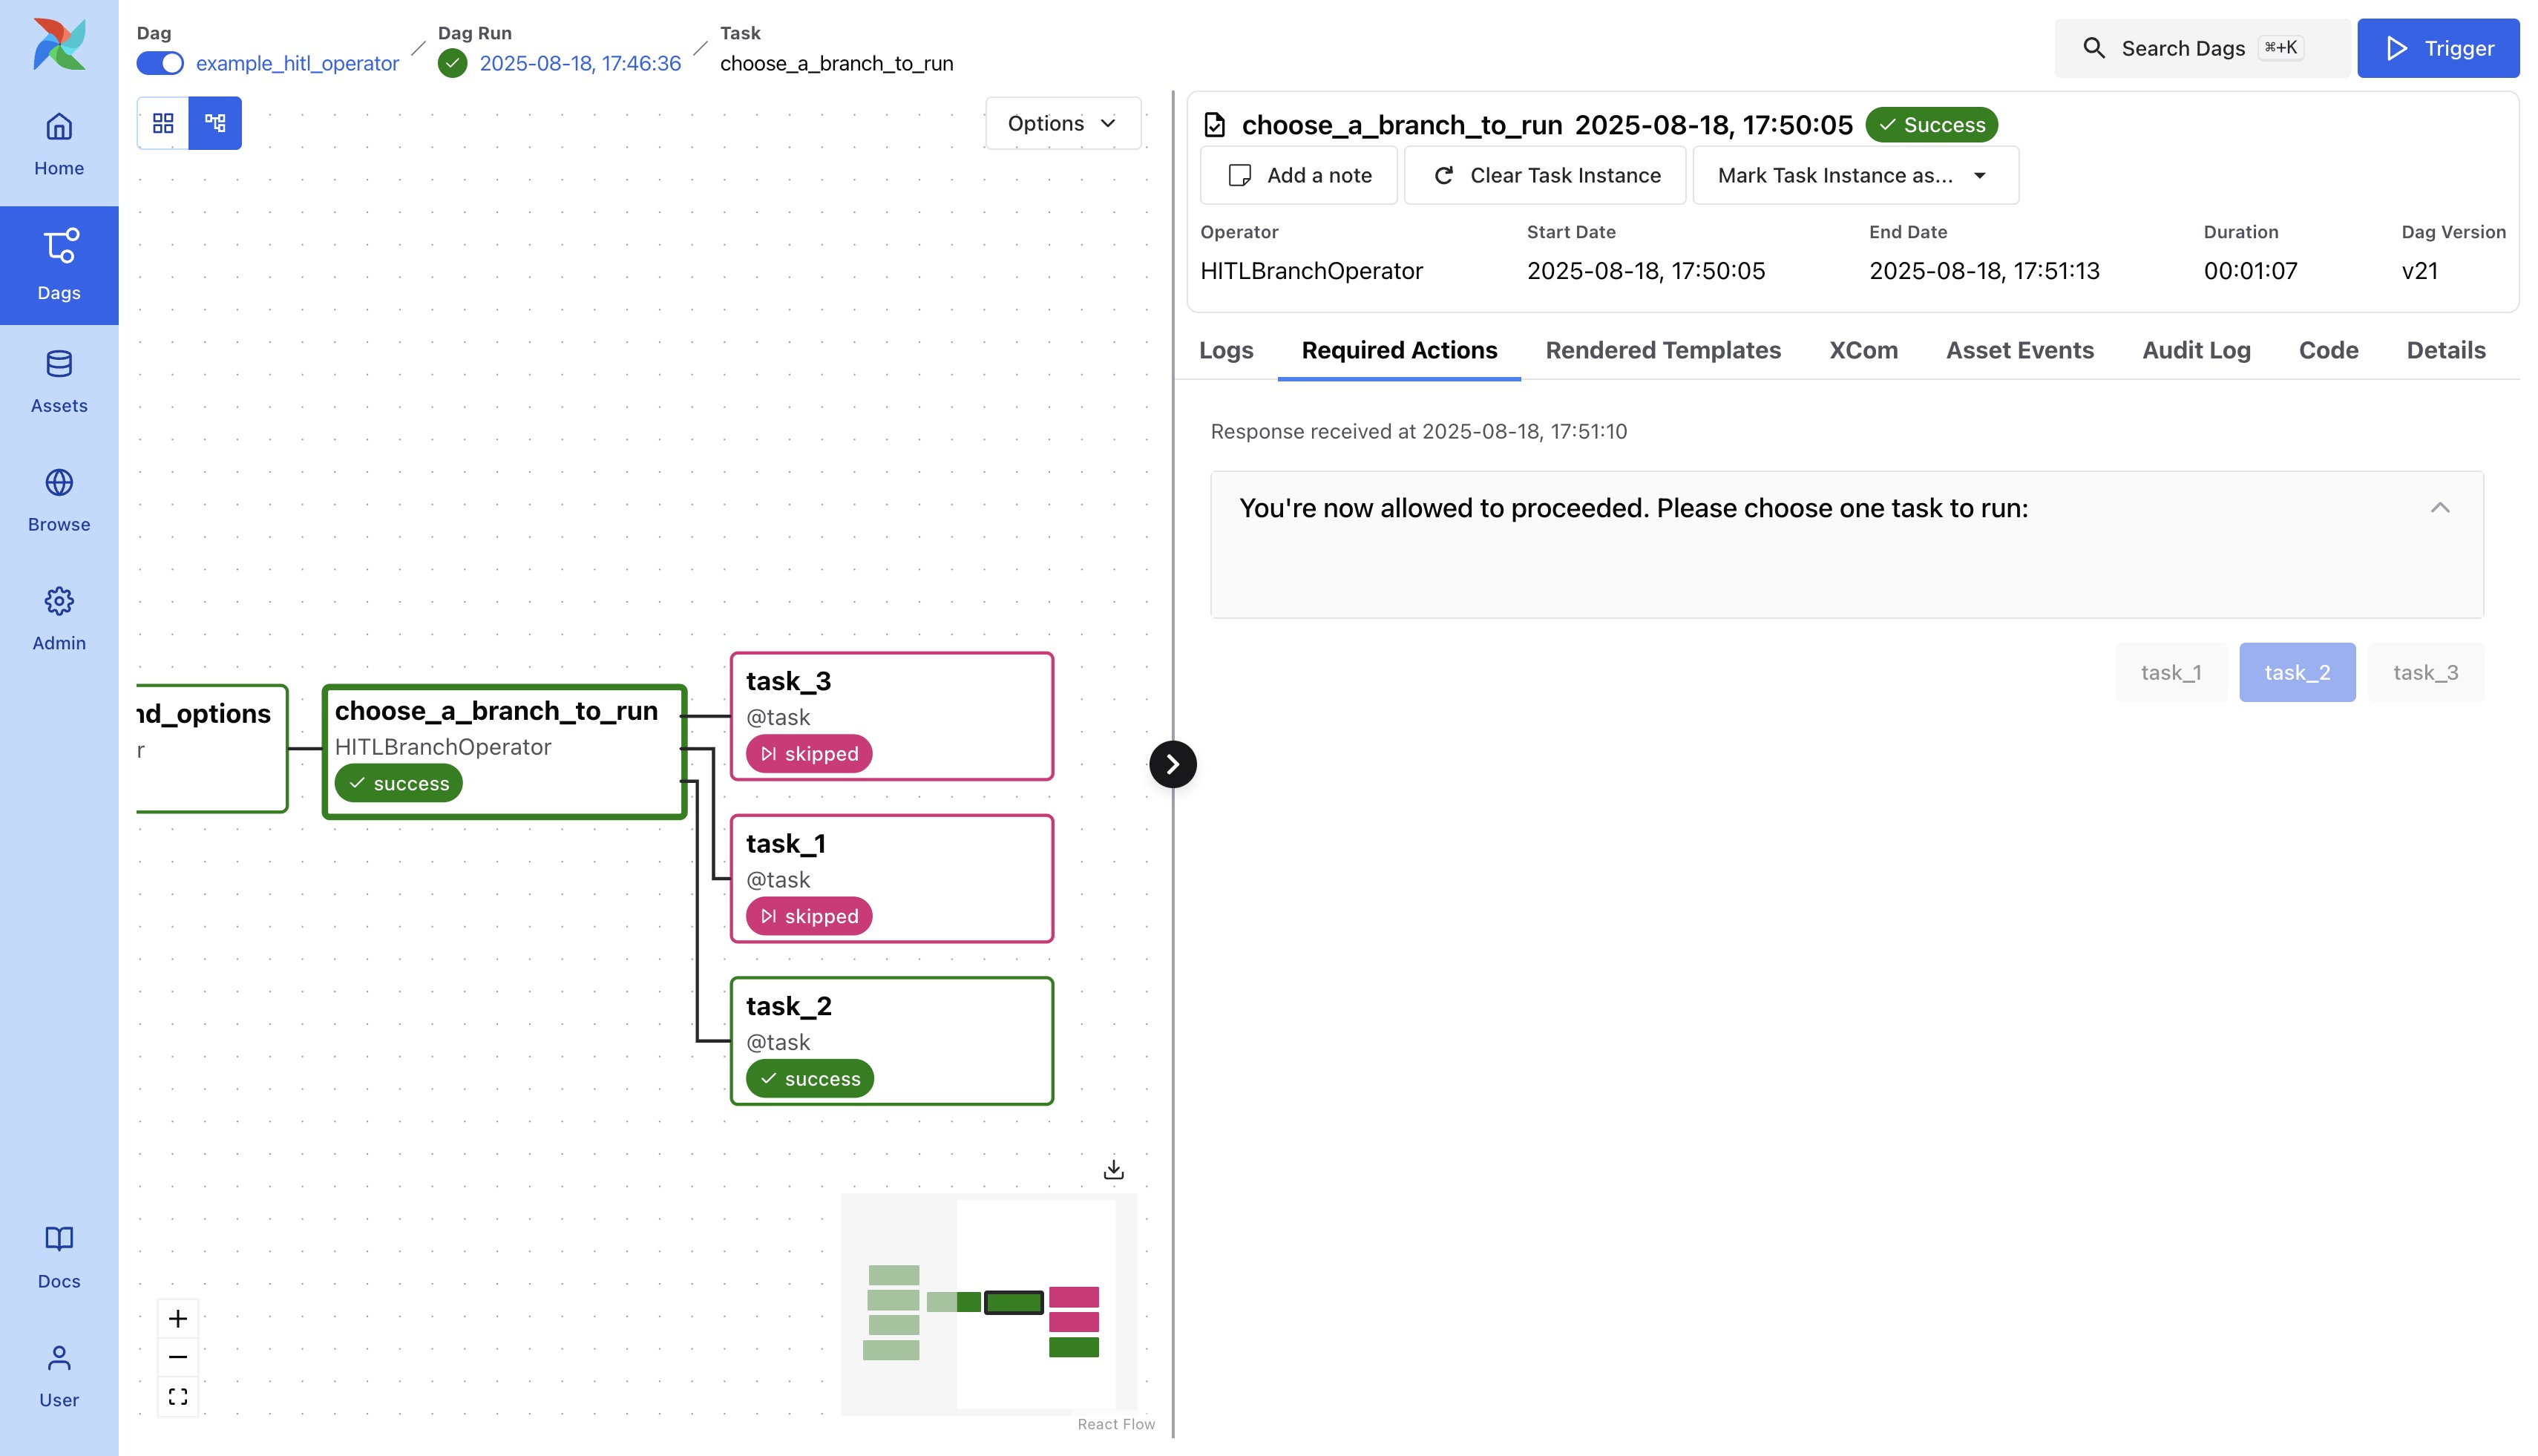 Dag
example_hitl_operator
Dag Run
2025-08-18, 17:46:36
Task
choose_a_branch_to_run
Search Dags
⌘+K
Trigger
Home
Dags
Assets
Browse
Admin
Docs
User
Options
nd_options
r
choose_a_branch_to_run
HITLBranchOperator
success
task_3
@task
skipped
task_1
@task
skipped
task_2
@task
success
React Flow
choose_a_branch_to_run 2025-08-18, 17:50:05 Success
Add a note
Clear Task Instance
Mark Task Instance as...
Operator Start Date End Date Duration Dag Version
HITLBranchOperator 2025-08-18, 17:50:05 2025-08-18, 17:51:13 00:01:07 v21
Logs Required Actions Rendered Templates XCom Asset Events Audit Log Code Details
Response received at 2025-08-18, 17:51:10
You're now allowed to proceeded. Please choose one task to run:
task_1 task_2 task_3